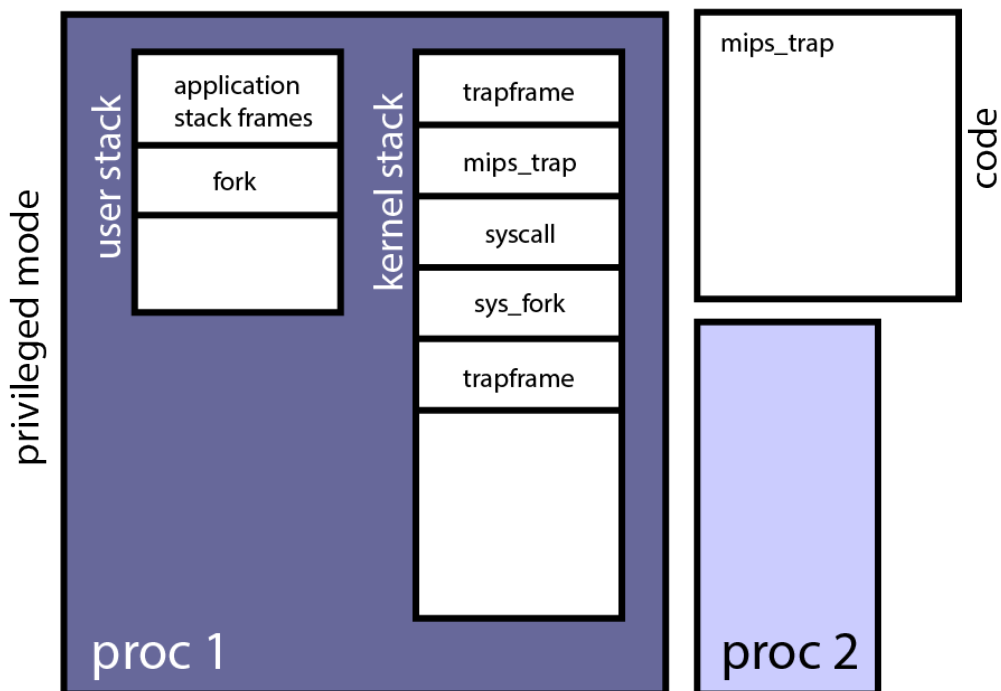 privileged mode
user stack
application
stack frames
fork
kernel stack
trapframe
mips_trap
syscall
sys_fork
trapframe
proc 1
mips_trap
code
proc 2